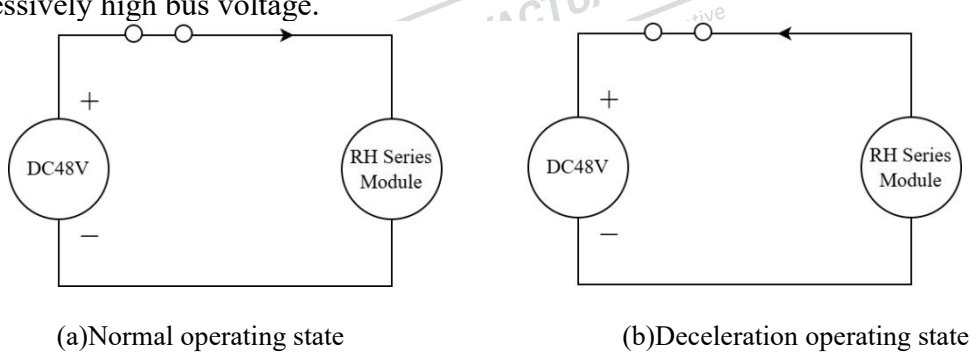 essively high bus voltage.
+
DC48V
−
RH Series
Module
+
DC48V
−
RH Series
Module
(a)Normal operating state
(b)Deceleration operating state